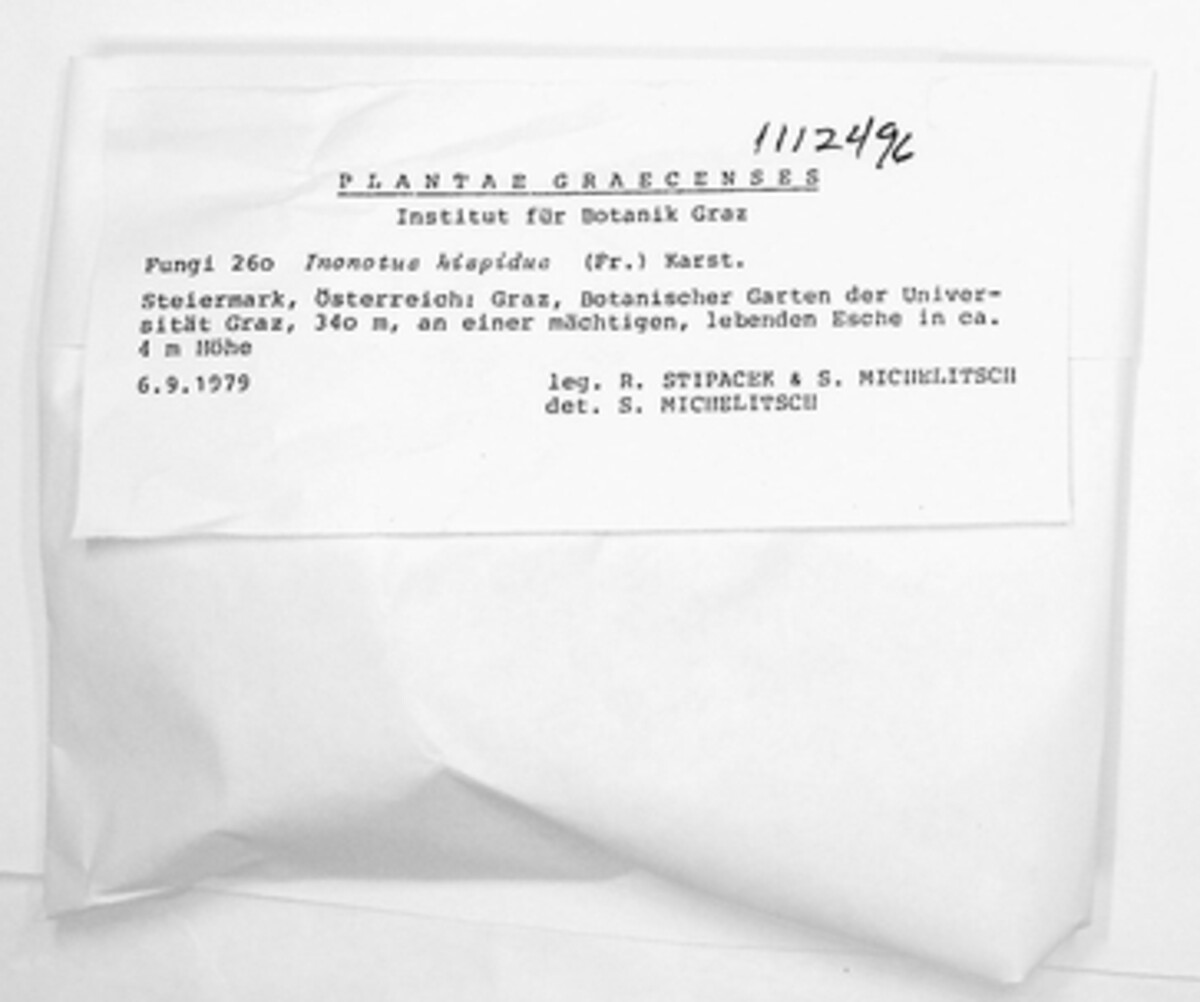 1112496
PLANTAE GRAECENSES
Institut für Botanik Graz
Fungi 26o Inonotus hispidus (Fr.) Karst.
Steiermark, Österreich: Graz, Botanischer Garten der Univer-
sität Graz, 34o m, an einer mächtigen, lebenden Esche in ca.
4 m Höhe
6.9.1979
leg. R. STIPACEK & S. MICHELITSCH
det. S. MICHELITSCH